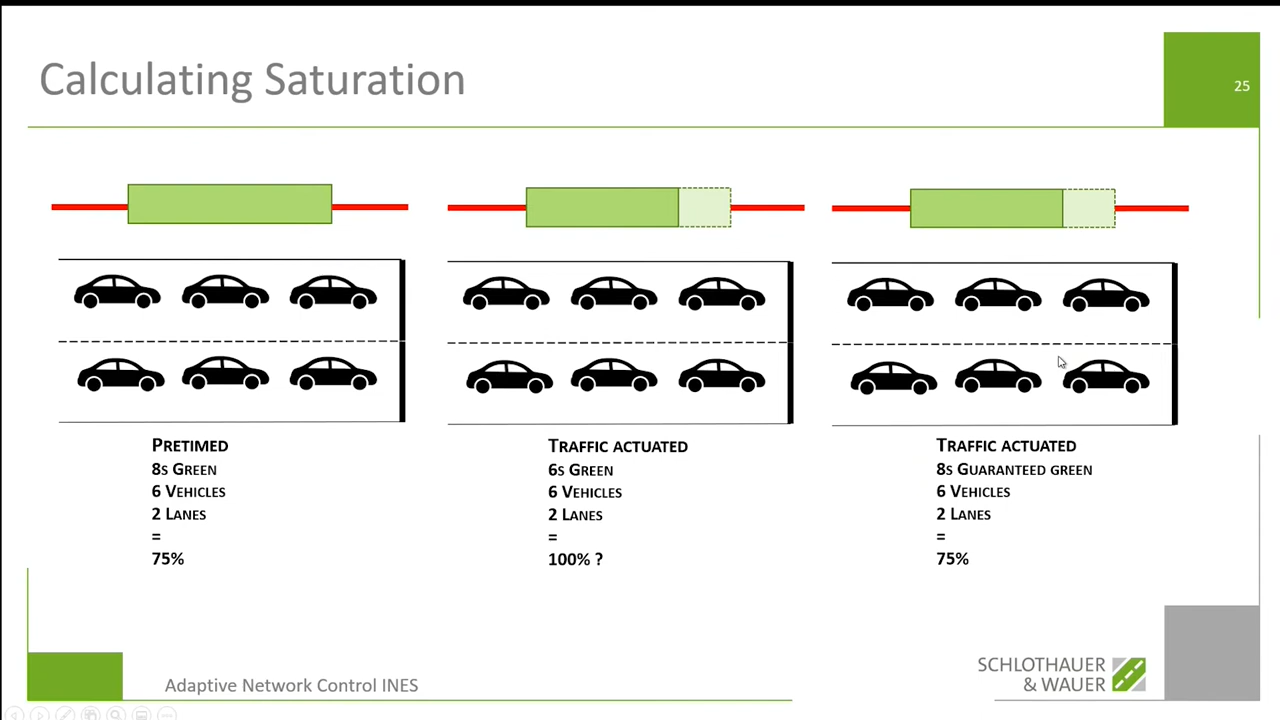 Calculating Saturation
25
PRETIMED
8S GREEN
6 VEHICLES
2 LANES
=
75%
TRAFFIC ACTUATED
6S GREEN
6 VEHICLES
2 LANES
=
100% ?
TRAFFIC ACTUATED
8S GUARANTEED GREEN
6 VEHICLES
2 LANES
=
75%
Adaptive Network Control INES
SCHLOTHAUER
& WAUER